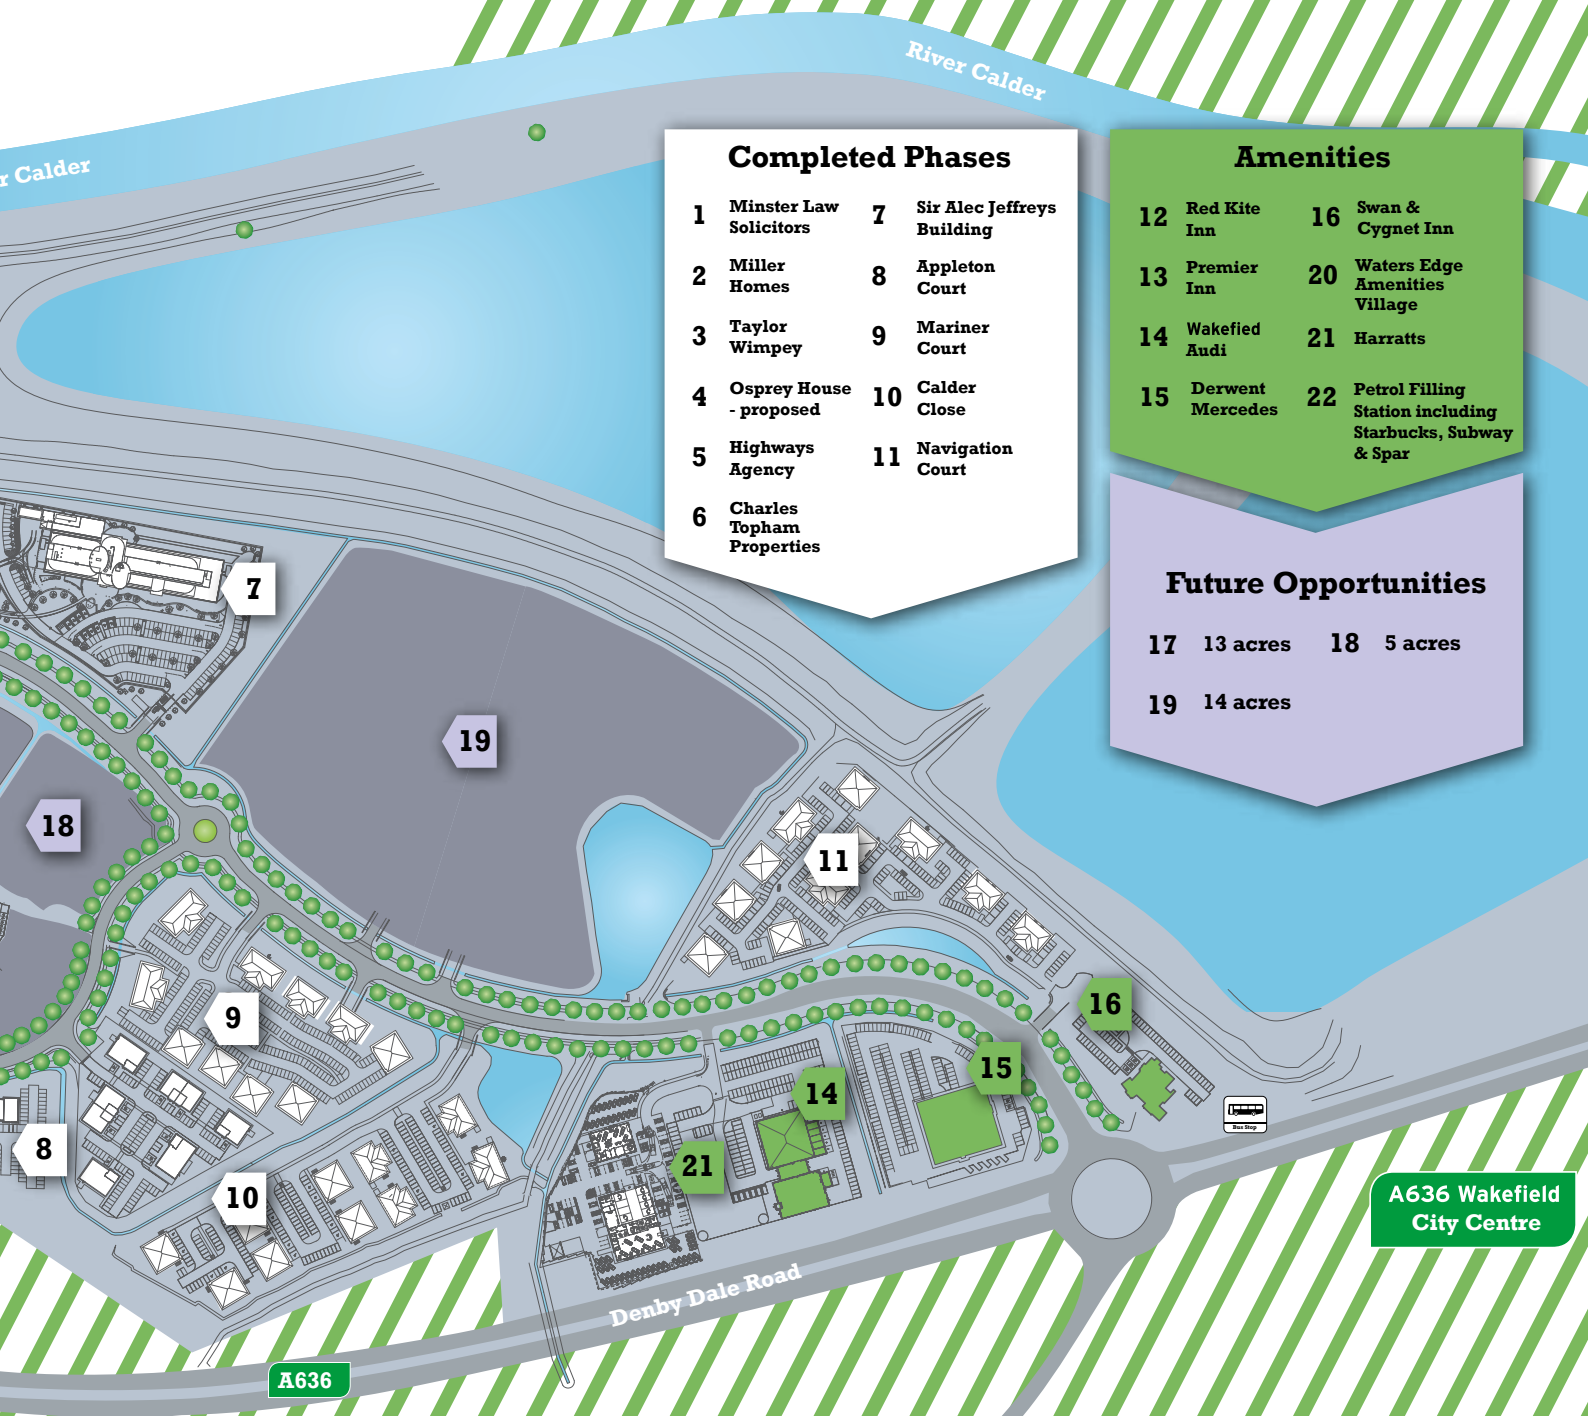 River Calder
r Calder
Completed Phases
1 Minster Law
Solicitors
2 Miller
Homes
3 Taylor
Wimpey
4 Osprey House
- proposed
5 Highways
Agency
6 Charles
Topham
Properties
7 Sir Alec Jeffreys
Building
8 Appleton
Court
9 Mariner
Court
10 Calder
Close
11 Navigation
Court
Amenities
12 Red Kite
Inn
13 Premier
Inn
14 Wakefied
Audi
15 Derwent
Mercedes
16 Swan &
Cygnet Inn
20 Waters Edge
Amenities
Village
21 Harratts
22 Petrol Filling
Station including
Starbucks, Subway
& Spar
Future Opportunities
17 13 acres
18 5 acres
19 14 acres
7
19
18
11
9
16
15
14
8
21
10
Bus Stop
A636 Wakefield
City Centre
Denby Dale Road
A636